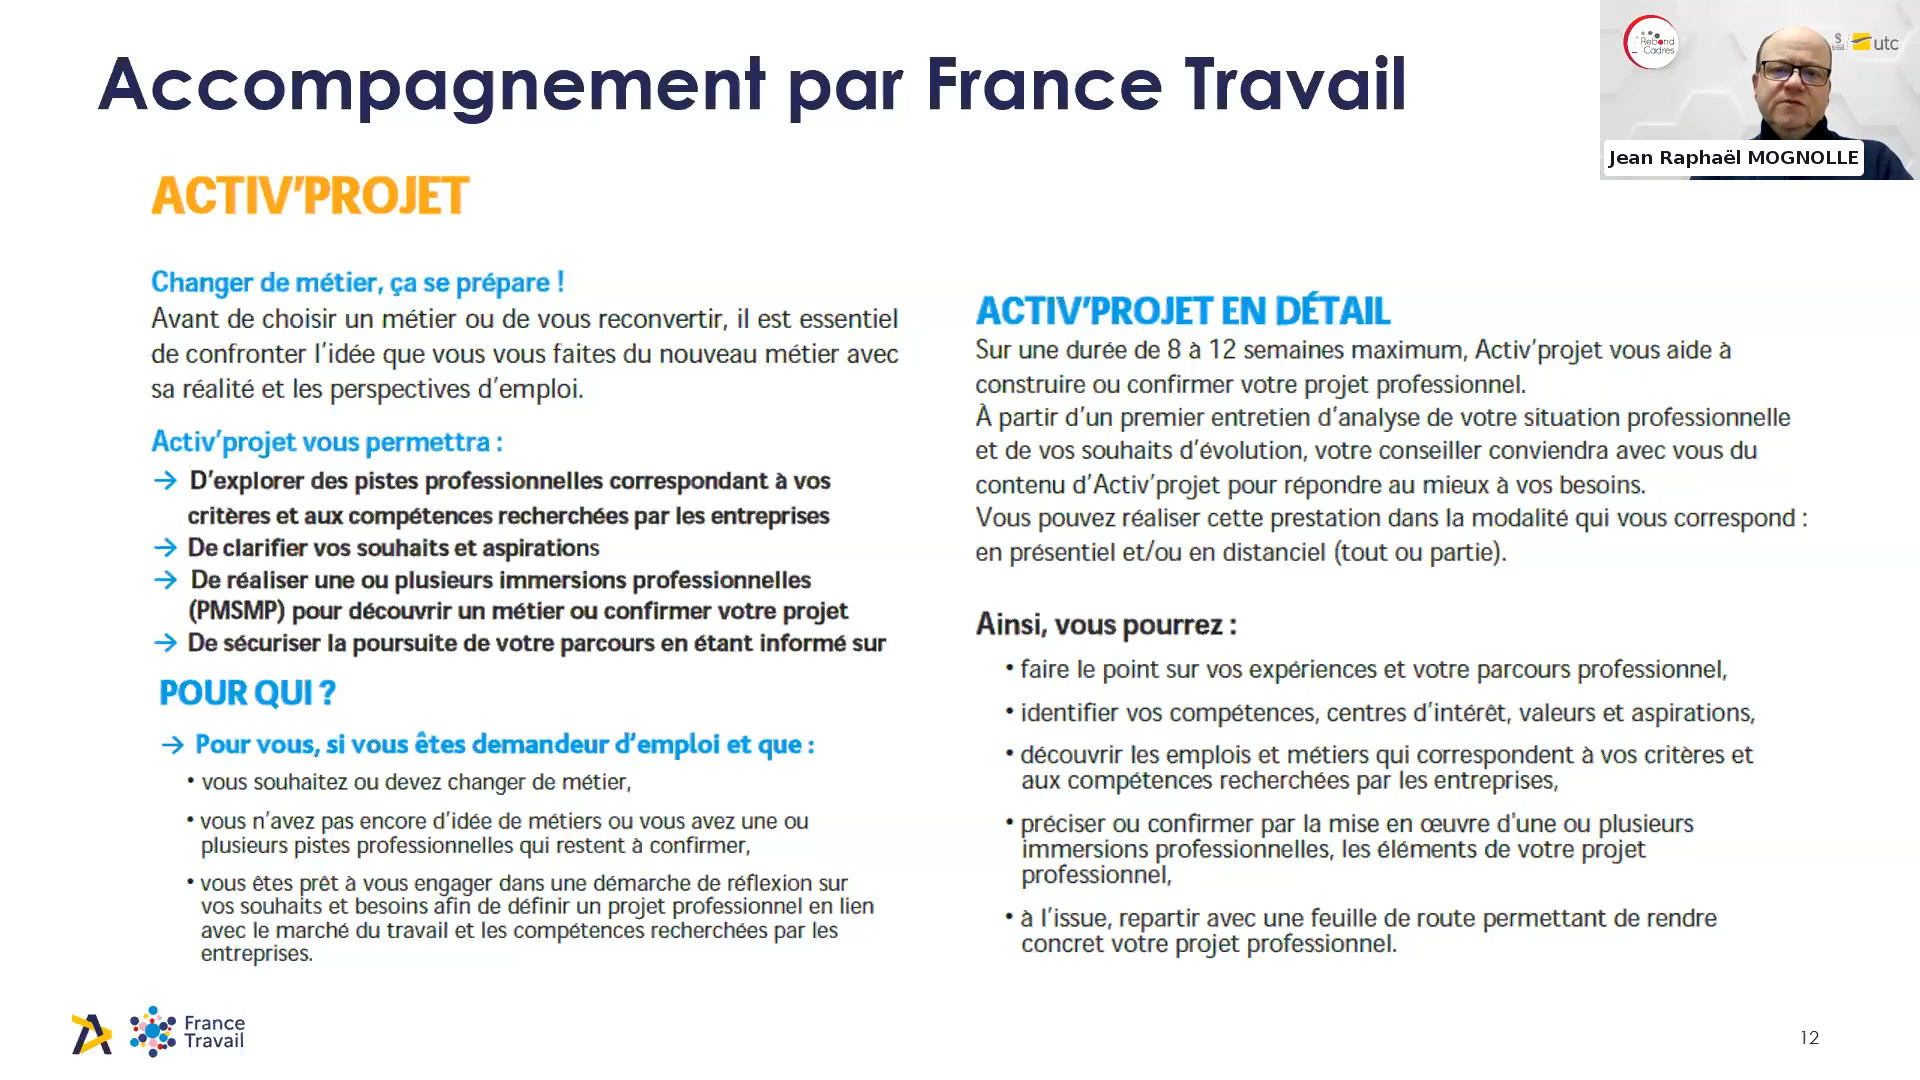 Accompagnement par France Travail
Rebond
Cadres
utc
Jean Raphaël MOGNOLLE
ACTIV'PROJET
Changer de métier, ça se prépare !
Avant de choisir un métier ou de vous reconvertir, il est essentiel
de confronter l'idée que vous vous faites du nouveau métier avec
sa réalité et les perspectives d'emploi.
Activ'projet vous permettra :
→ D'explorer des pistes professionnelles correspondant à vos
critères et aux compétences recherchées par les entreprises
→ De clarifier vos souhaits et aspirations
→ De réaliser une ou plusieurs immersions professionnelles
(PMSMP) pour découvrir un métier ou confirmer votre projet
→ De sécuriser la poursuite de votre parcours en étant informé sur
POUR QUI ?
→ Pour vous, si vous êtes demandeur d'emploi et que :
• vous souhaitez ou devez changer de métier,
• vous n'avez pas encore d'idée de métiers ou vous avez une ou
plusieurs pistes professionnelles qui restent à confirmer,
• vous êtes prêt à vous engager dans une démarche de réflexion sur
vos souhaits et besoins afin de définir un projet professionnel en lien
avec le marché du travail et les compétences recherchées par les
entreprises.
ACTIV'PROJET EN DÉTAIL
Sur une durée de 8 à 12 semaines maximum, Activ'projet vous aide à
construire ou confirmer votre projet professionnel.
À partir d'un premier entretien d'analyse de votre situation professionnelle
et de vos souhaits d'évolution, votre conseiller conviendra avec vous du
contenu d'Activ'projet pour répondre au mieux à vos besoins.
Vous pouvez réaliser cette prestation dans la modalité qui vous correspond :
en présentiel et/ou en distanciel (tout ou partie).
Ainsi, vous pourrez :
• faire le point sur vos expériences et votre parcours professionnel,
• identifier vos compétences, centres d'intérêt, valeurs et aspirations,
• découvrir les emplois et métiers qui correspondent à vos critères et
aux compétences recherchées par les entreprises,
• préciser ou confirmer par la mise en œuvre d'une ou plusieurs
immersions professionnelles, les éléments de votre projet
professionnel,
• à l'issue, repartir avec une feuille de route permettant de rendre
concret votre projet professionnel.
France
Travail
12